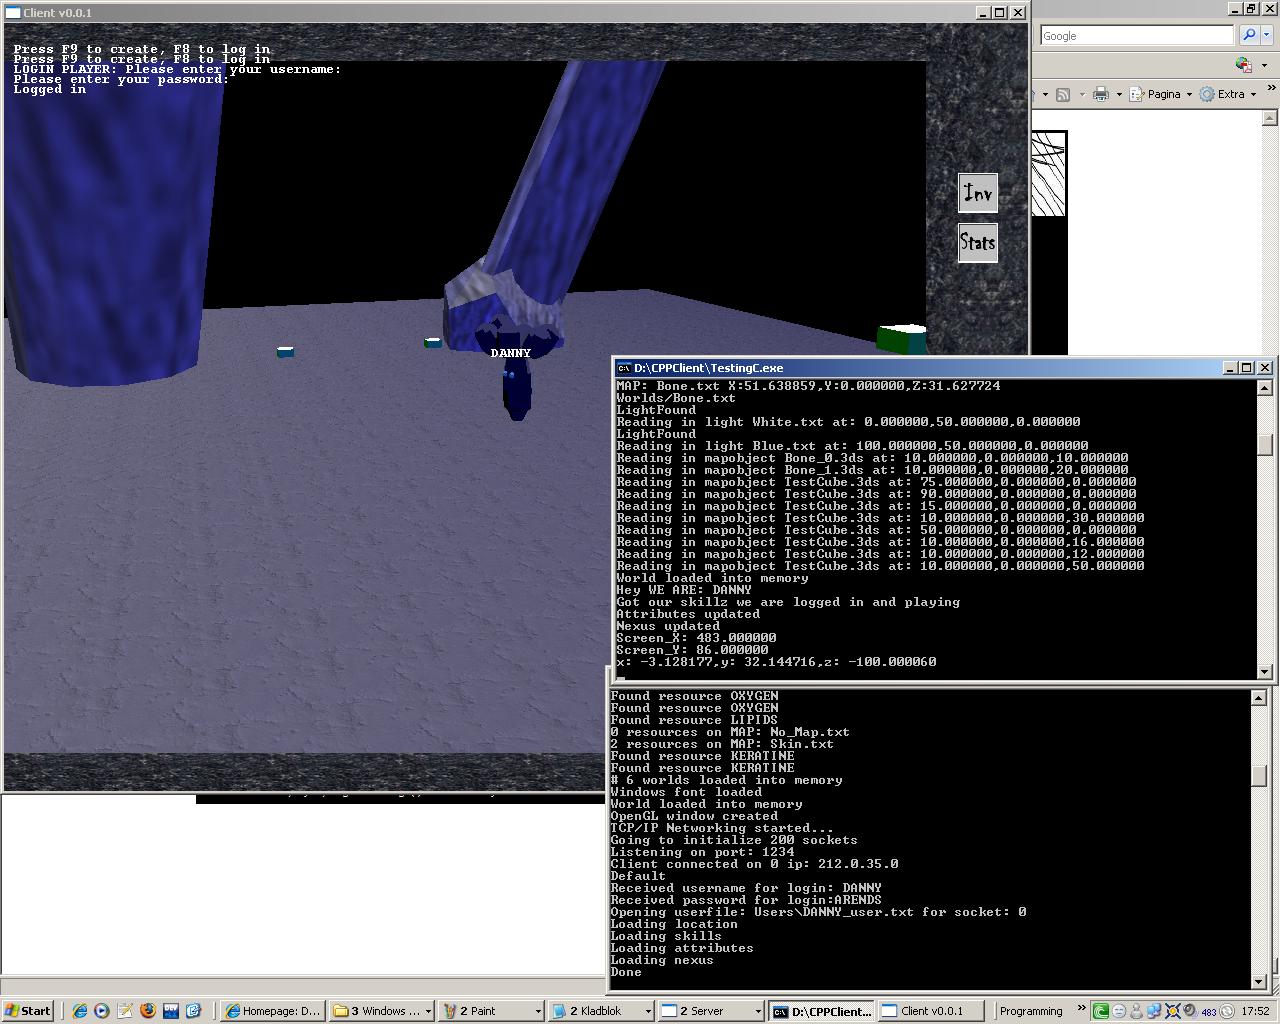 Client v0.0.1
Press F9 to create, F8 to log in
Press F9 to create, F8 to log in
LOGIN PLAYER: Please enter your username:
Please enter your password:
Logged in
Google
Pagina
Extra
Inv
Stats
DANNY
D:\CPPClient\TestingC.exe
MAP: Bone.txt X:51.638859,Y:0.000000,Z:31.627724
Worlds/Bone.txt
LightFound
Reading in light White.txt at: 0.000000,50.000000,0.000000
LightFound
Reading in light Blue.txt at: 100.000000,50.000000,0.000000
Reading in mapobject Bone_0.3ds at: 10.000000,0.000000,10.000000
Reading in mapobject Bone_1.3ds at: 10.000000,0.000000,20.000000
Reading in mapobject TestCube.3ds at: 75.000000,0.000000,0.000000
Reading in mapobject TestCube.3ds at: 90.000000,0.000000,0.000000
Reading in mapobject TestCube.3ds at: 15.000000,0.000000,0.000000
Reading in mapobject TestCube.3ds at: 10.000000,0.000000,30.000000
Reading in mapobject TestCube.3ds at: 50.000000,0.000000,0.000000
Reading in mapobject TestCube.3ds at: 10.000000,0.000000,16.000000
Reading in mapobject TestCube.3ds at: 10.000000,0.000000,12.000000
Reading in mapobject TestCube.3ds at: 10.000000,0.000000,50.000000
World loaded into memory
Hey WE ARE: DANNY
Got our skillz we are logged in and playing
Attributes updated
Nexus updated
Screen_X: 483.000000
Screen_Y: 86.000000
x: -3.128177,y: 32.144716,z: -100.000060
Found resource OXYGEN
Found resource OXYGEN
Found resource LIPIDS
0 resources on MAP: No_Map.txt
2 resources on MAP: Skin.txt
Found resource KERATINE
Found resource KERATINE
# 6 worlds loaded into memory
Windows font loaded
World loaded into memory
OpenGL window created
TCP/IP Networking started...
Going to initialize 200 sockets
Listening on port: 1234
Client connected on 0 ip: 212.0.35.0
Default
Received username for login: DANNY
Received password for login:ARENDS
Opening userfile: Users\DANNY_user.txt for socket: 0
Loading location
Loading skills
Loading attributes
Loading nexus
Done
Start
Homepage: D...
3 Windows ...
2 Paint
2 Kladblok
2 Server
D:\CPPClient...
Client v0.0.1
Programming
483
17:52